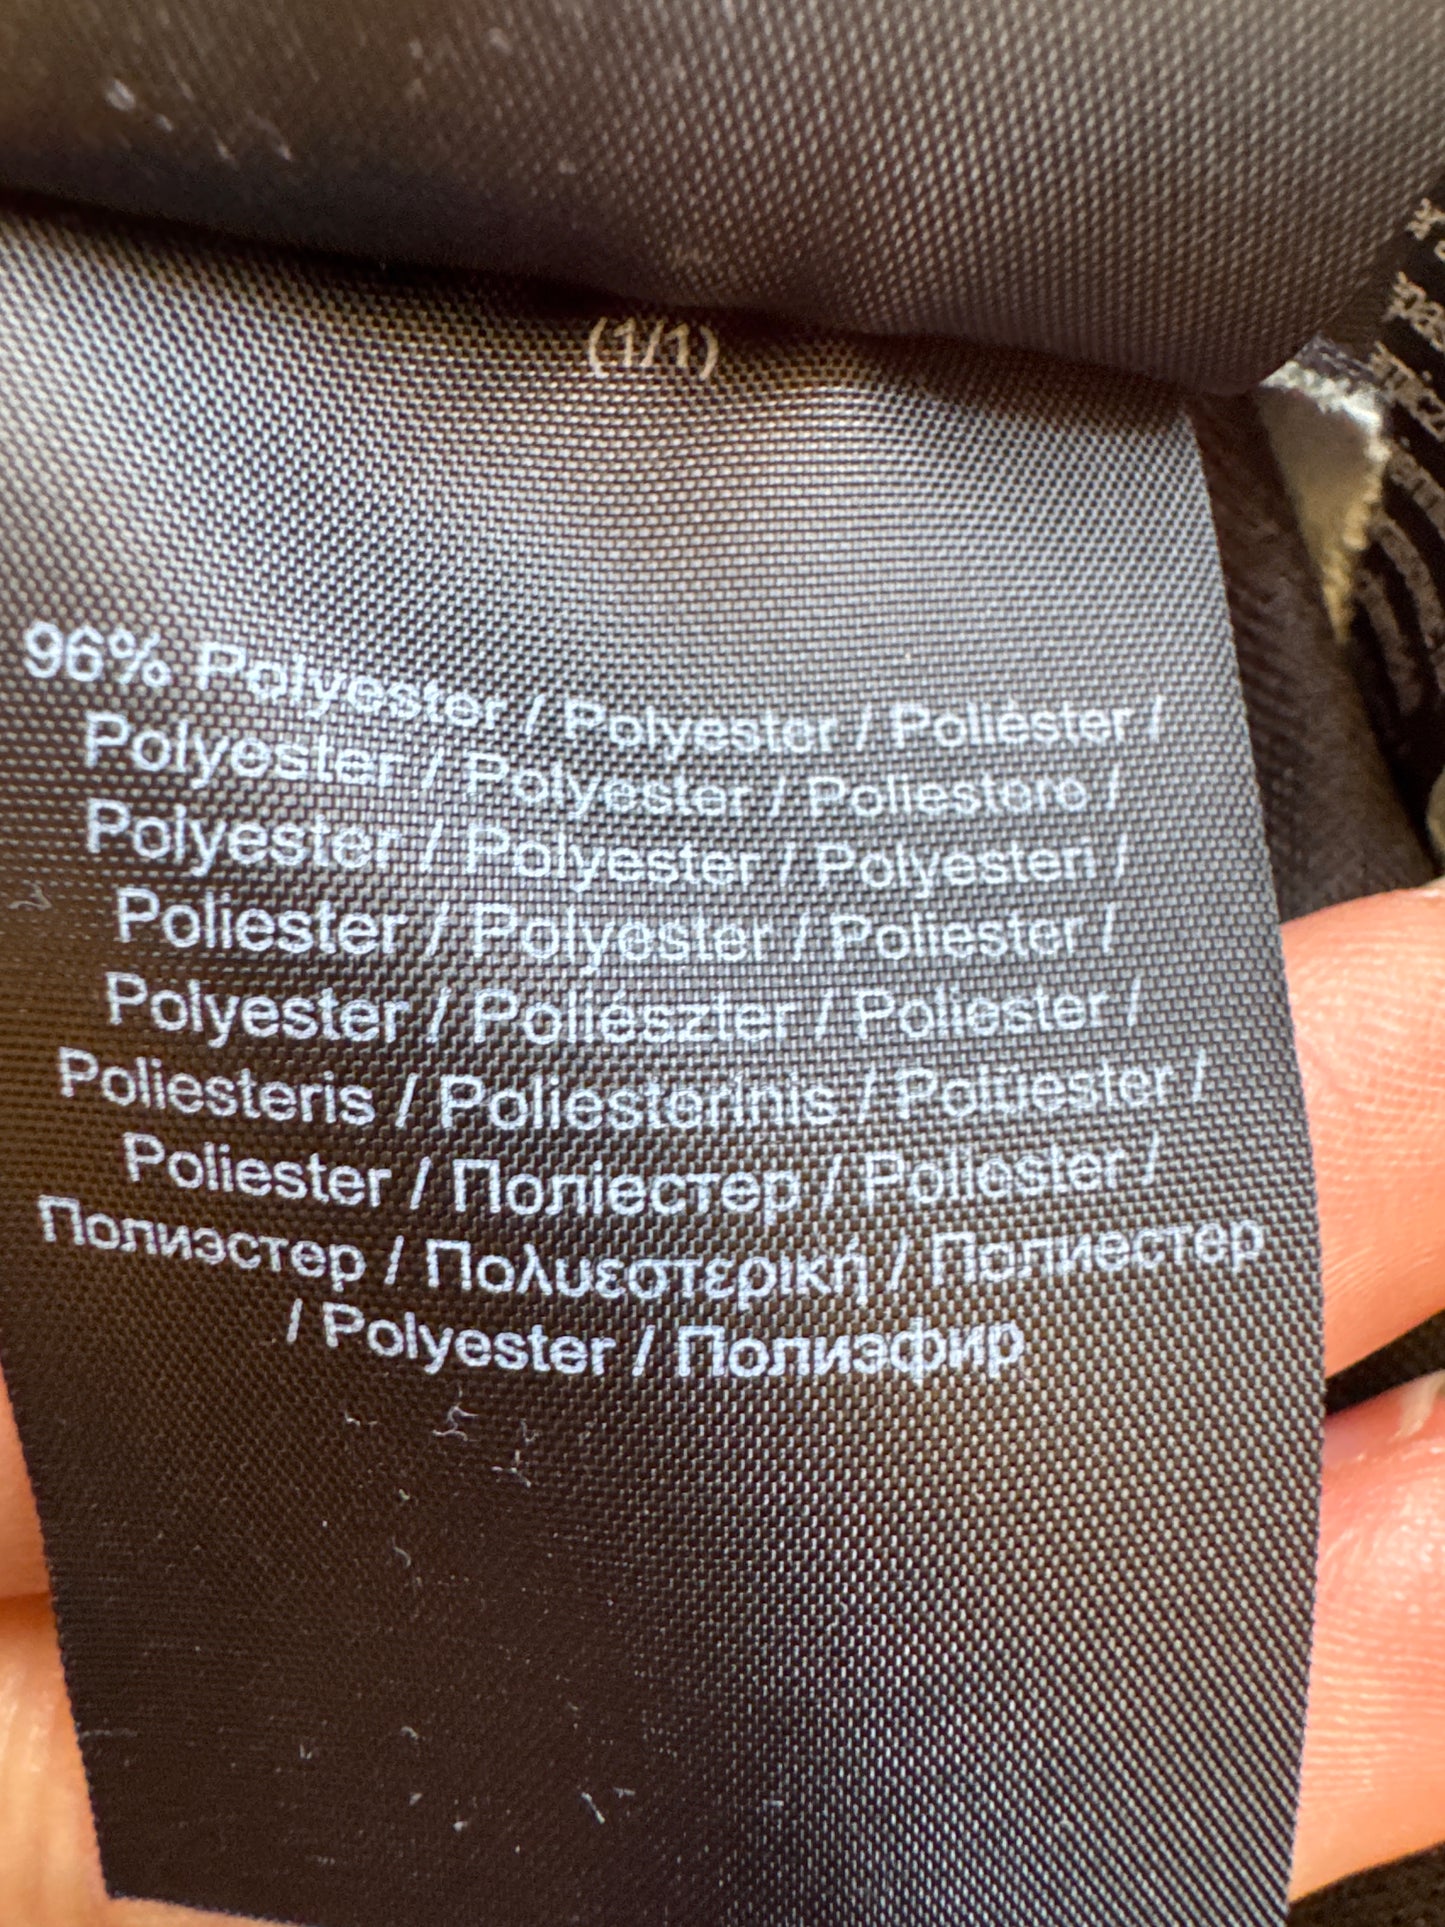 (1/1)
96% Polyester / Polyester / Poliéster /
Polyester / Polyester / Poliestere /
Polyester / Polyester / Polyesteri /
Poliester / Polyester / Poliester /
Polyester / Poliészter / Poliester /
Poliesteris / Poliesterinis / Polüester /
Poliester / Поліестер / Poliester /
Полиэстер / Πολυεστερική / Полиестер
/ Polyester / Полиэфир